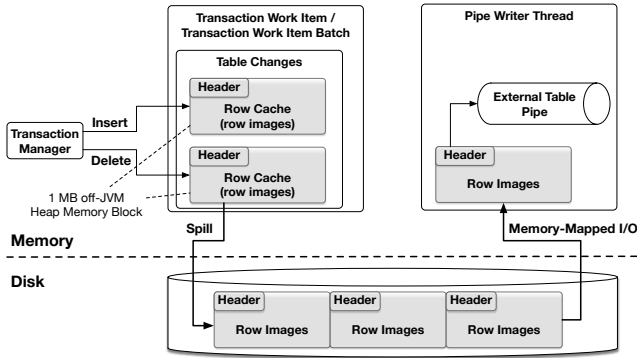 Transaction Work Item /
Transaction Work Item Batch
Table Changes
Header
Row Cache
(row images)
Header
Row Cache
(row images)
Transaction
Manager
Insert
Delete
1 MB off-JVM
Heap Memory Block
Pipe Writer Thread
External Table
Pipe
Header
Row Images
Spill
Memory-Mapped I/O
Memory
Disk
Header
Row Images
Header
Row Images
Header
Row Images